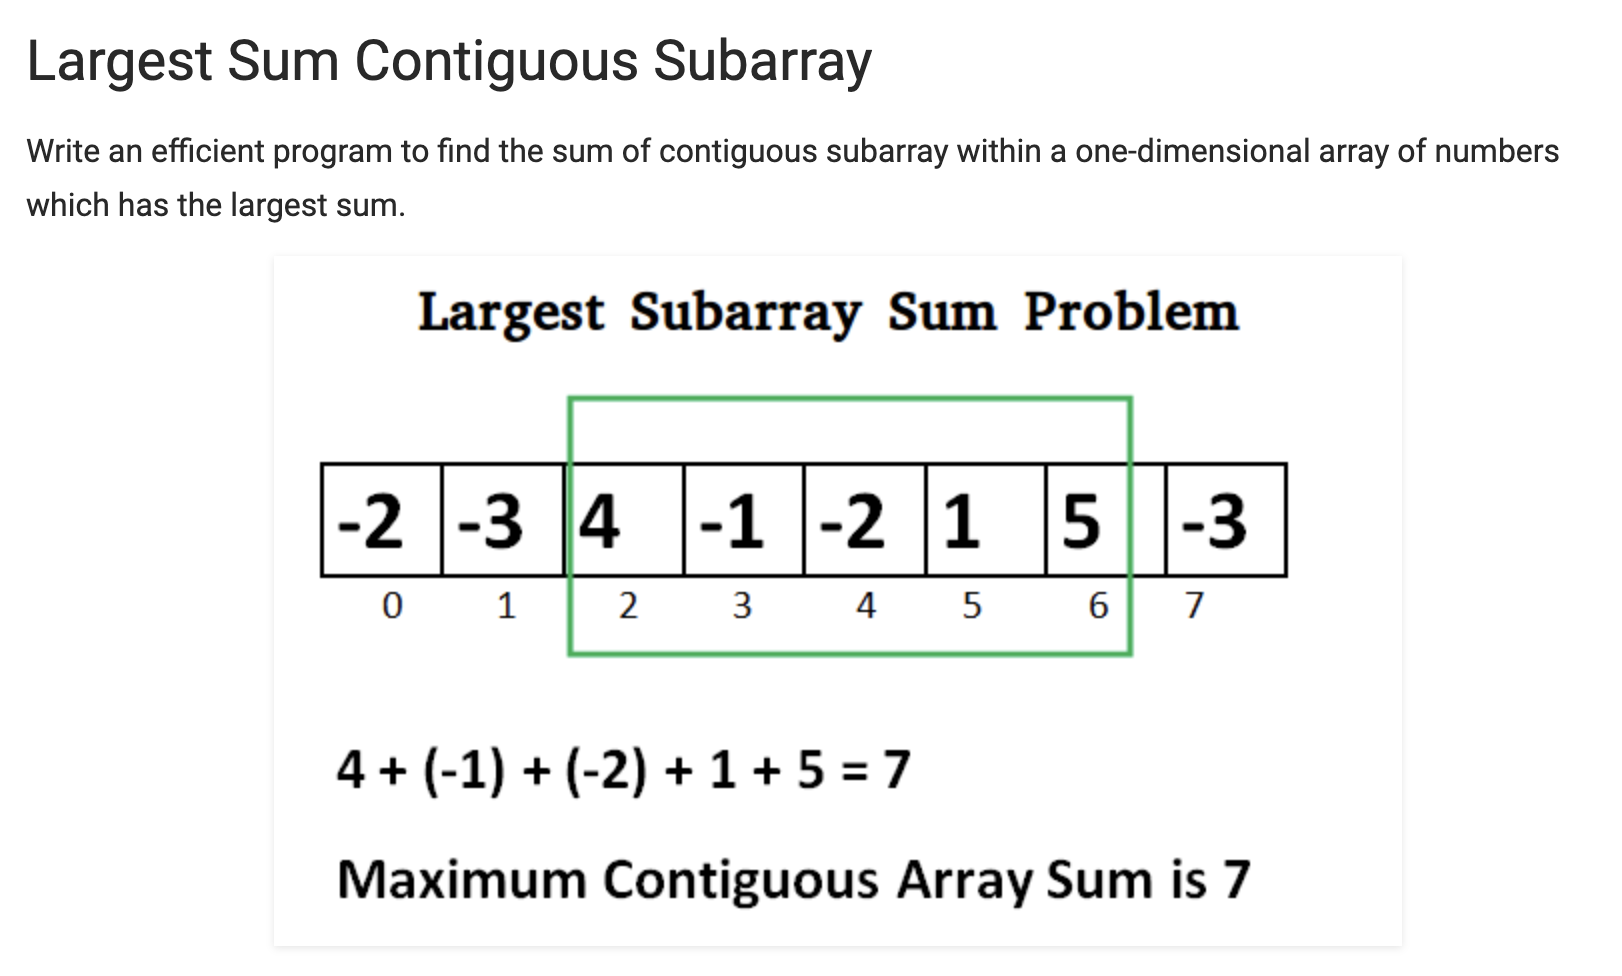 Largest Sum Contiguous Subarray
Write an efficient program to find the sum of contiguous subarray within a one-dimensional array of numbers
which has the largest sum.
Largest Subarray Sum Problem
-2 -3 4 -1 -2 1 5 -3
0 1 2 3 4 5 6 7
4 + (-1) + (-2) + 1 + 5 = 7
Maximum Contiguous Array Sum is 7